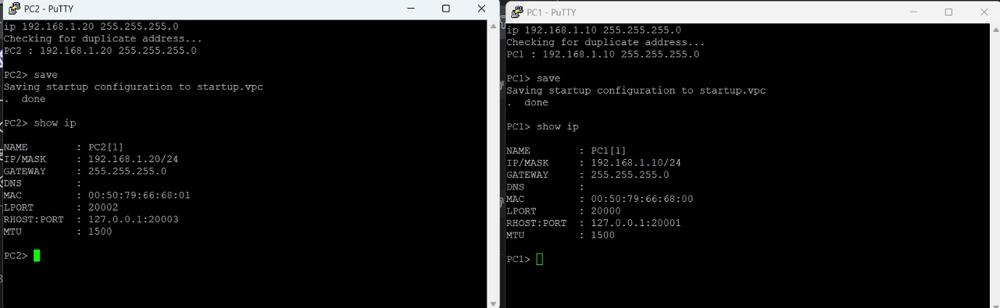 PC2 - PuTTY
ip 192.168.1.20 255.255.255.0
Checking for duplicate address...
PC2 : 192.168.1.20 255.255.255.0
PC2> save
Saving startup configuration to startup.vpc
.  done
PC2> show ip
NAME        : PC2[1]
IP/MASK     : 192.168.1.20/24
GATEWAY     : 255.255.255.0
DNS         :
MAC         : 00:50:79:66:68:01
LPORT       : 20002
RHOST:PORT  : 127.0.0.1:20003
MTU         : 1500
PC2>
PC1 - PuTTY
ip 192.168.1.10 255.255.255.0
Checking for duplicate address...
PC1 : 192.168.1.10 255.255.255.0
PC1> save
Saving startup configuration to startup.vpc
.  done
PC1> show ip
NAME        : PC1[1]
IP/MASK     : 192.168.1.10/24
GATEWAY     : 255.255.255.0
DNS         :
MAC         : 00:50:79:66:68:00
LPORT       : 20000
RHOST:PORT  : 127.0.0.1:20001
MTU         : 1500
PC1>